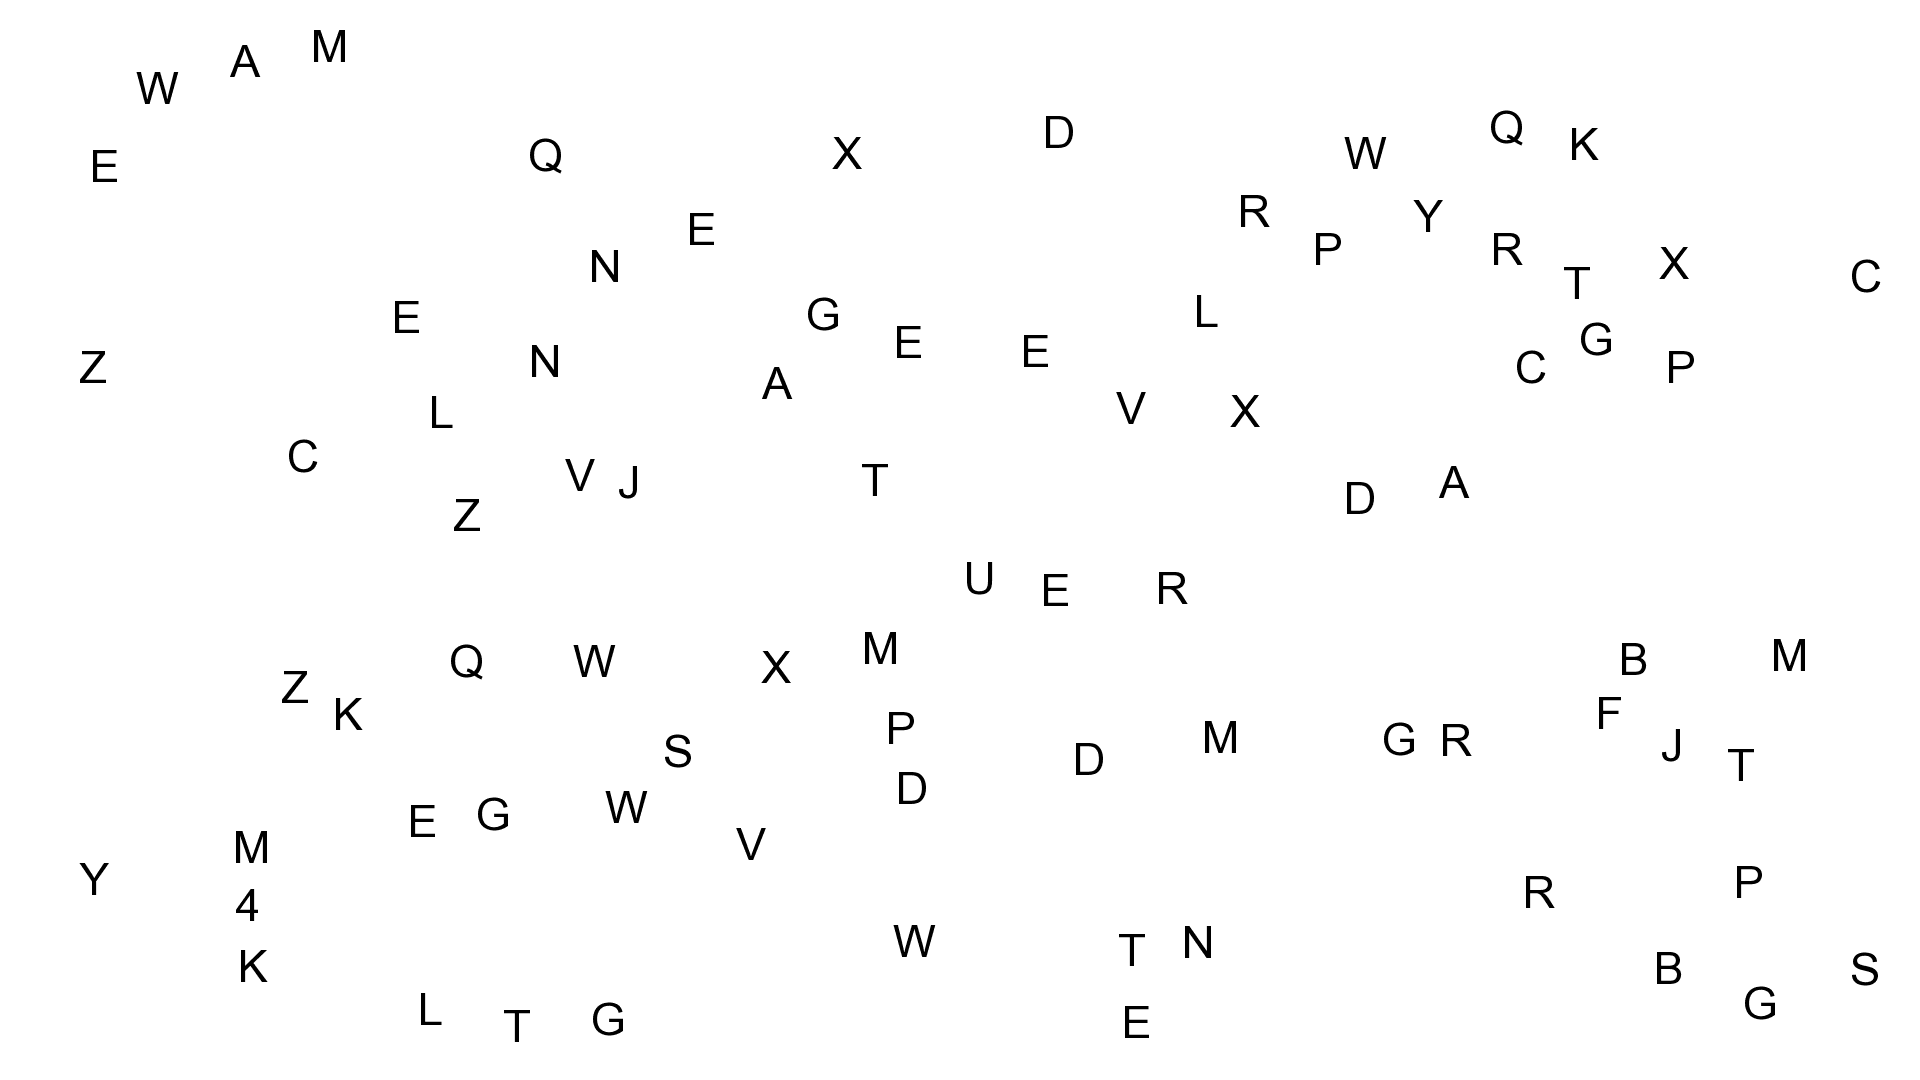 W A M
E Q X D W Q K
R P Y R T X C
N E
E G E E L
Z N A V X C G P
C L
Z V J T D A
U E R
Z K Q W X M B M
S P D M G R F J T
E G W D
Y M V
4 R P
K W T N B S
L T G E G